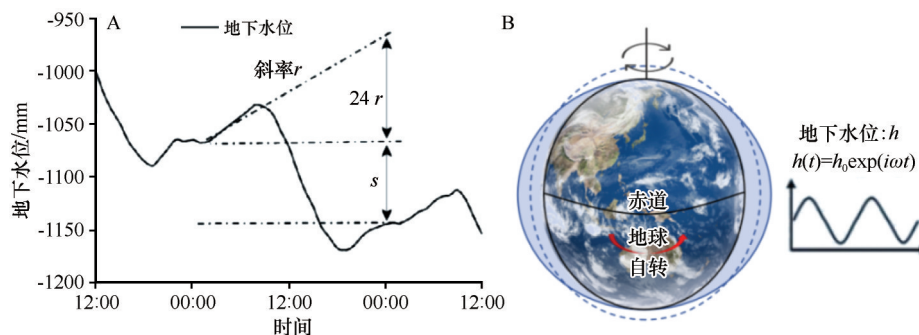 A
地下水位
斜率r
24 r
s
地下水位/mm
-950
-1000
-1050
-1100
-1150
-1200
12:00 00:00 12:00 00:00 12:00
时间
B
赤道
地球
自转
地下水位:h
h(t)=h₀exp(iωt)